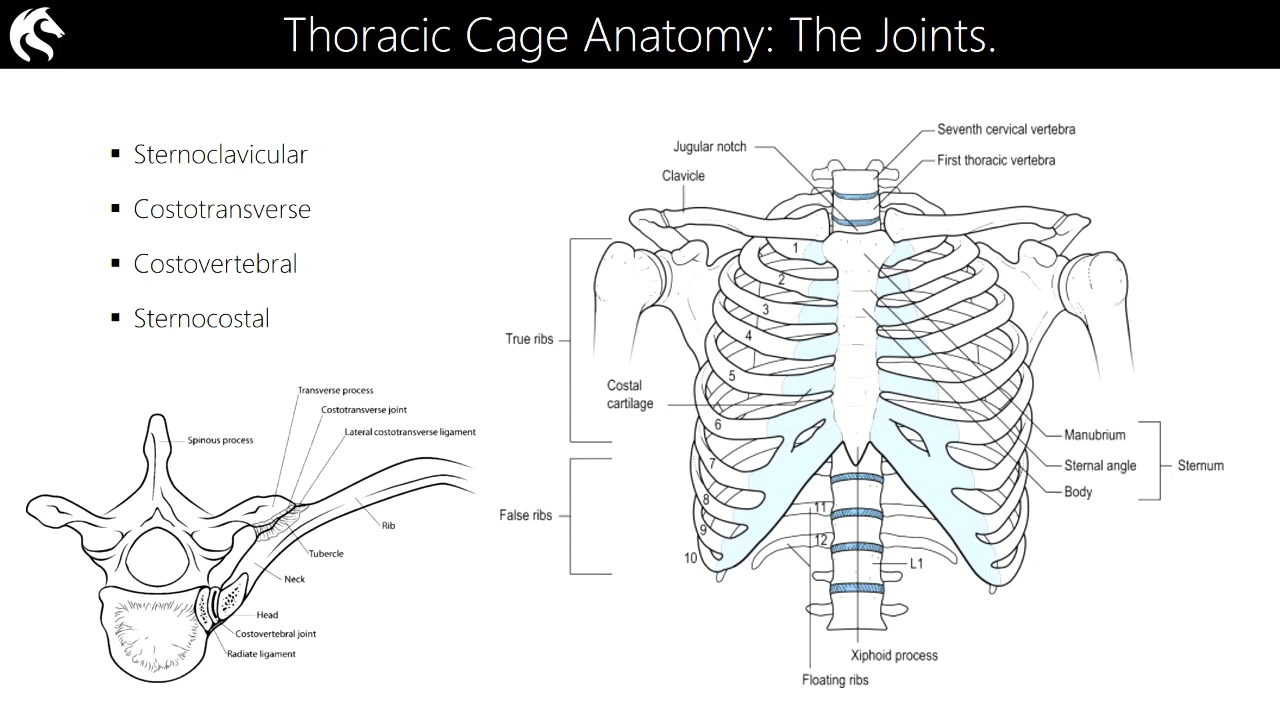 Thoracic Cage Anatomy: The Joints.
▪ Sternoclavicular
▪ Costotransverse
▪ Costovertebral
▪ Sternocostal
Transverse process
Costotransverse joint
Lateral costotransverse ligament
Spinous process
Rib
Tubercle
Neck
Head
Costovertebral joint
Radiate ligament
Seventh cervical vertebra
Jugular notch
First thoracic vertebra
Clavicle
1
2
3
True ribs
4
5
Costal
cartilage
6
Manubrium
7
Sternal angle
Sternum
Body
8
11
False ribs
9
12
10
L1
Xiphoid process
Floating ribs